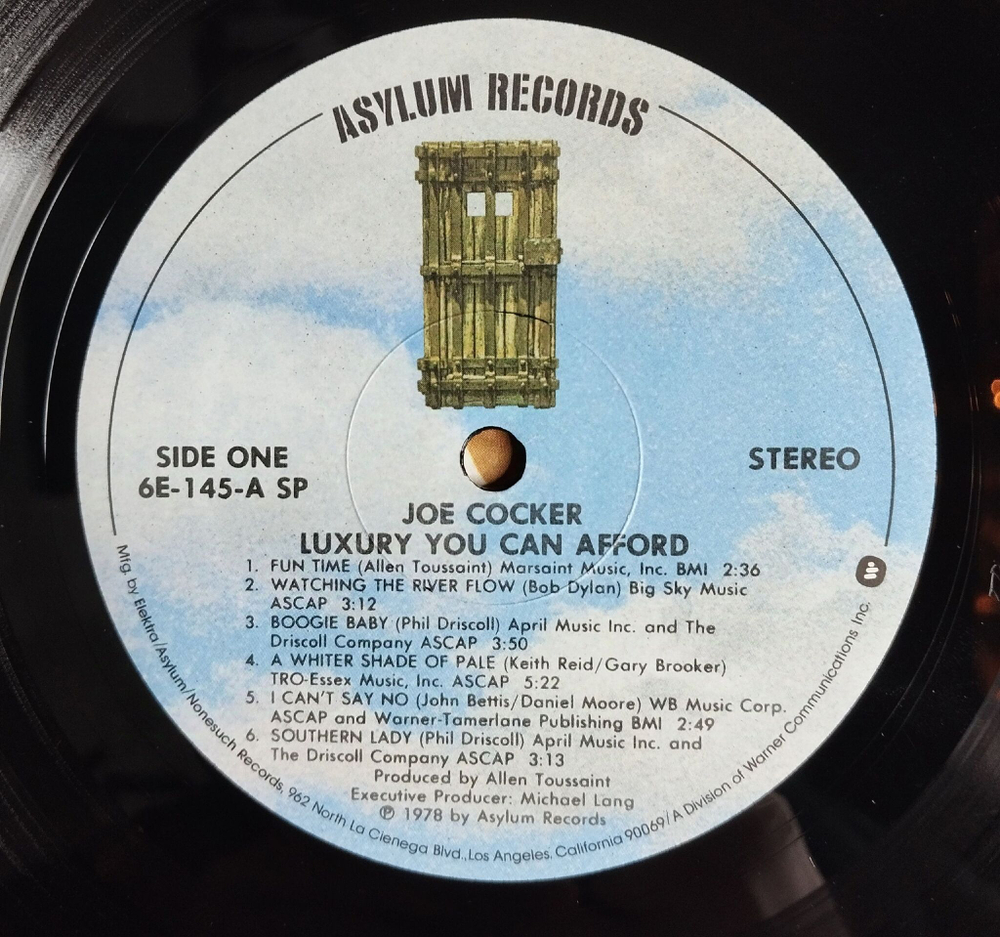 ASYLUM RECORDS
SIDE ONE
6E-145-A SP
STEREO
JOE COCKER
LUXURY YOU CAN AFFORD
1. FUN TIME (Allen Toussaint) Marsaint Music, Inc. BMI 2:36
2. WATCHING THE RIVER FLOW (Bob Dylan) Big Sky Music
ASCAP 3:12
3. BOOGIE BABY (Phil Driscoll) April Music Inc. and The
Driscoll Company ASCAP 3:50
4. A WHITER SHADE OF PALE (Keith Reid/Gary Brooker)
TRO-Essex Music, Inc. ASCAP 5:22
5. I CAN'T SAY NO (John Bettis/Daniel Moore) WB Music Corp.
ASCAP and Warner-Tamerlane Publishing BMI 2:49
6. SOUTHERN LADY (Phil Driscoll) April Music Inc. and
The Driscoll Company ASCAP 3:13
Produced by Allen Toussaint
Executive Producer: Michael Lang
℗ 1978 by Asylum Records
Mfg. by Elektra/Asylum/Nonesuch Records, 962 North La Cienega Blvd., Los Angeles, California 90069/A Division of Warner Communications Inc.